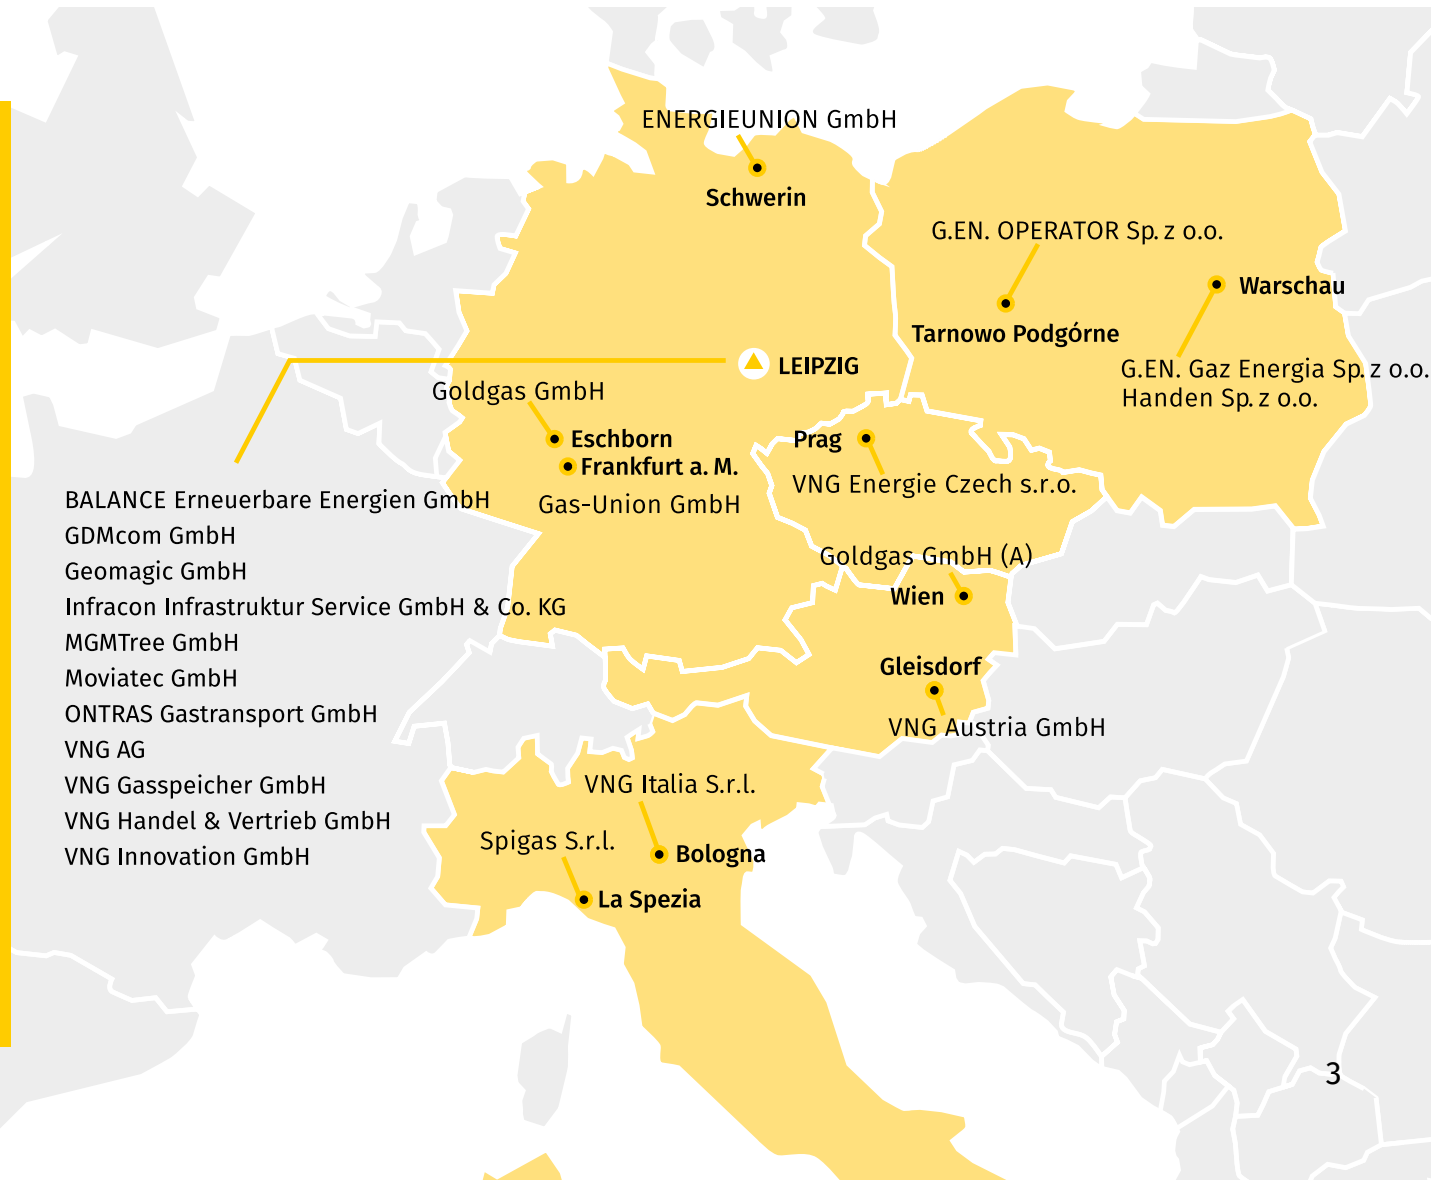 ENERGIEUNION GmbH
Schwerin
G.EN. OPERATOR Sp. z o.o.
Warschau
Tarnowo Podgórne
LEIPZIG
G.EN. Gaz Energia Sp. z o.o.
Handen Sp. z o.o.
Goldgas GmbH
Eschborn
Frankfurt a. M.
Gas-Union GmbH
Prag
VNG Energie Czech s.r.o.
BALANCE Erneuerbare Energien GmbH
GDMcom GmbH
Geomagic GmbH
Infracon Infrastruktur Service GmbH & Co. KG
MGMTree GmbH
Moviatec GmbH
ONTRAS Gastransport GmbH
VNG AG
VNG Gasspeicher GmbH
VNG Handel & Vertrieb GmbH
VNG Innovation GmbH
Goldgas GmbH (A)
Wien
Gleisdorf
VNG Austria GmbH
VNG Italia S.r.l.
Spigas S.r.l.
Bologna
La Spezia
3